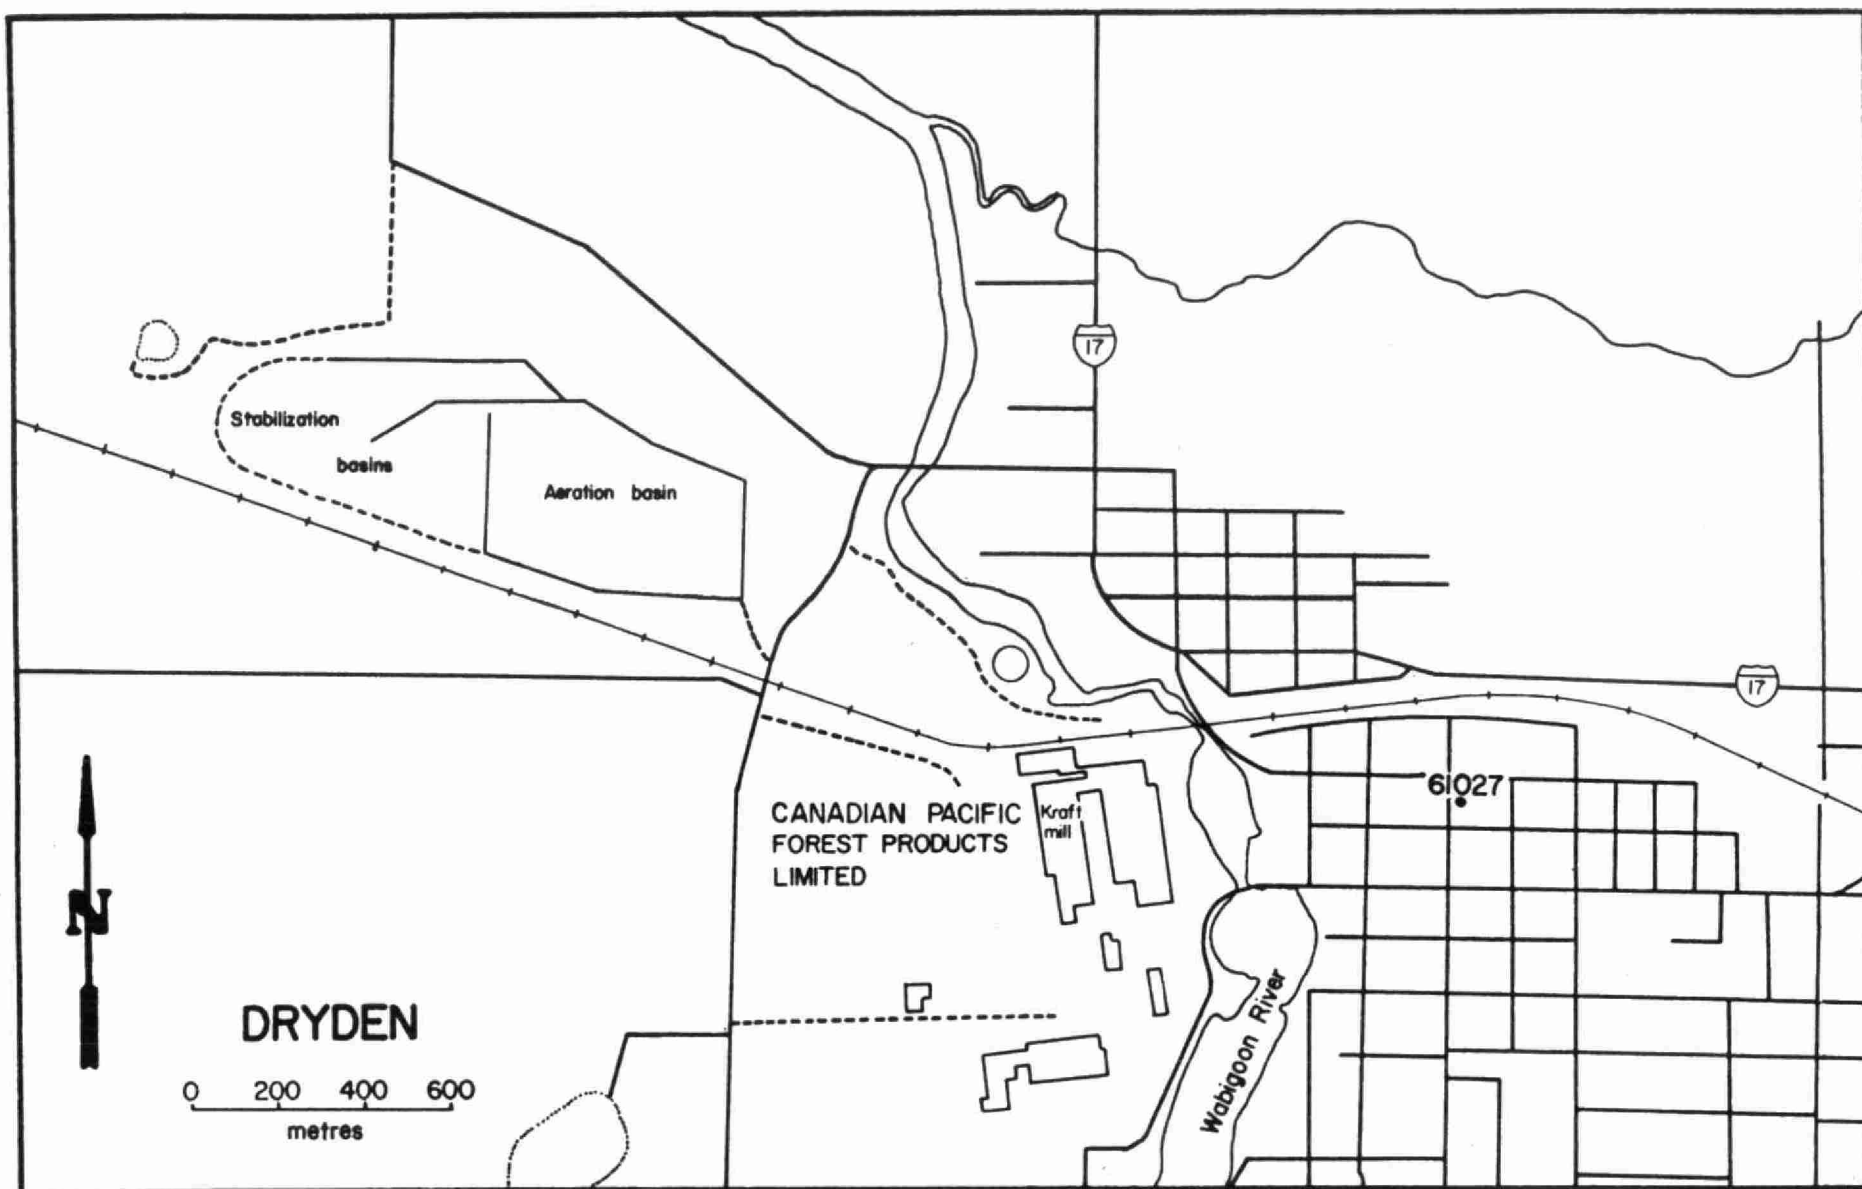 17
Stabilization
basins
Aeration basin
17
61027
CANADIAN PACIFIC
FOREST PRODUCTS
LIMITED
Kraft
mill
N
Wabigoon River
DRYDEN
0 200 400 600
metres